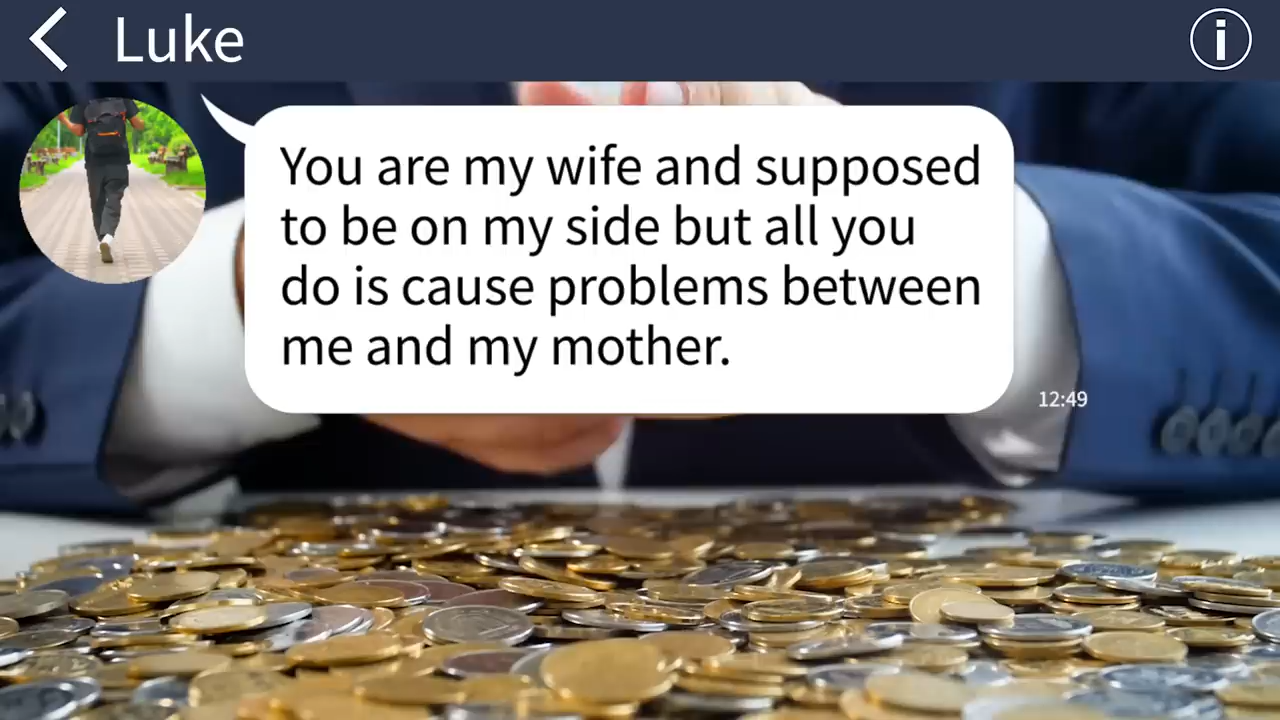 Luke
You are my wife and supposed
to be on my side but all you
do is cause problems between
me and my mother.
12:49